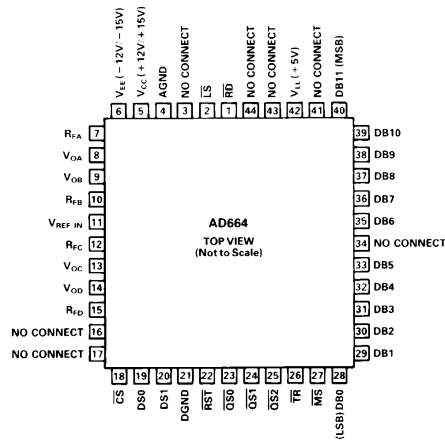 VEE (−12V/−15V)
VCC (+12V/+15V)
AGND
NO CONNECT
LS
RD
NO CONNECT
NO CONNECT
VLL (+5V)
NO CONNECT
DB11 (MSB)
6 5 4 3 2 1 44 43 42 41 40
RFA 7
VOA 8
VOB 9
RFB 10
VREF IN 11
RFC 12
VOC 13
VOD 14
RFD 15
NO CONNECT 16
NO CONNECT 17
AD664
TOP VIEW
(Not to Scale)
39 DB10
38 DB9
37 DB8
36 DB7
35 DB6
34 NO CONNECT
33 DB5
32 DB4
31 DB3
30 DB2
29 DB1
18 19 20 21 22 23 24 25 26 27 28
CS
DS0
DS1
DGND
RST
QS0
QS1
QS2
TR
MS
(LSB) DB0